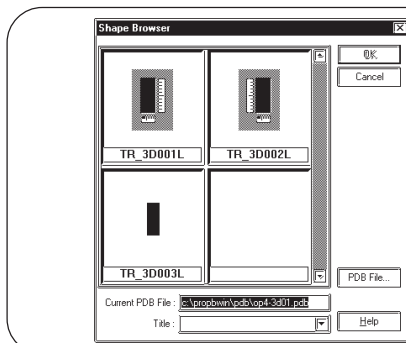 Shape Browser
OK
Cancel
TR_3D001L
TR_3D002L
TR_3D003L
PDB File...
Current PDB File : c:\propbwin\pdb\op4-3d01.pdb
Title :
Help